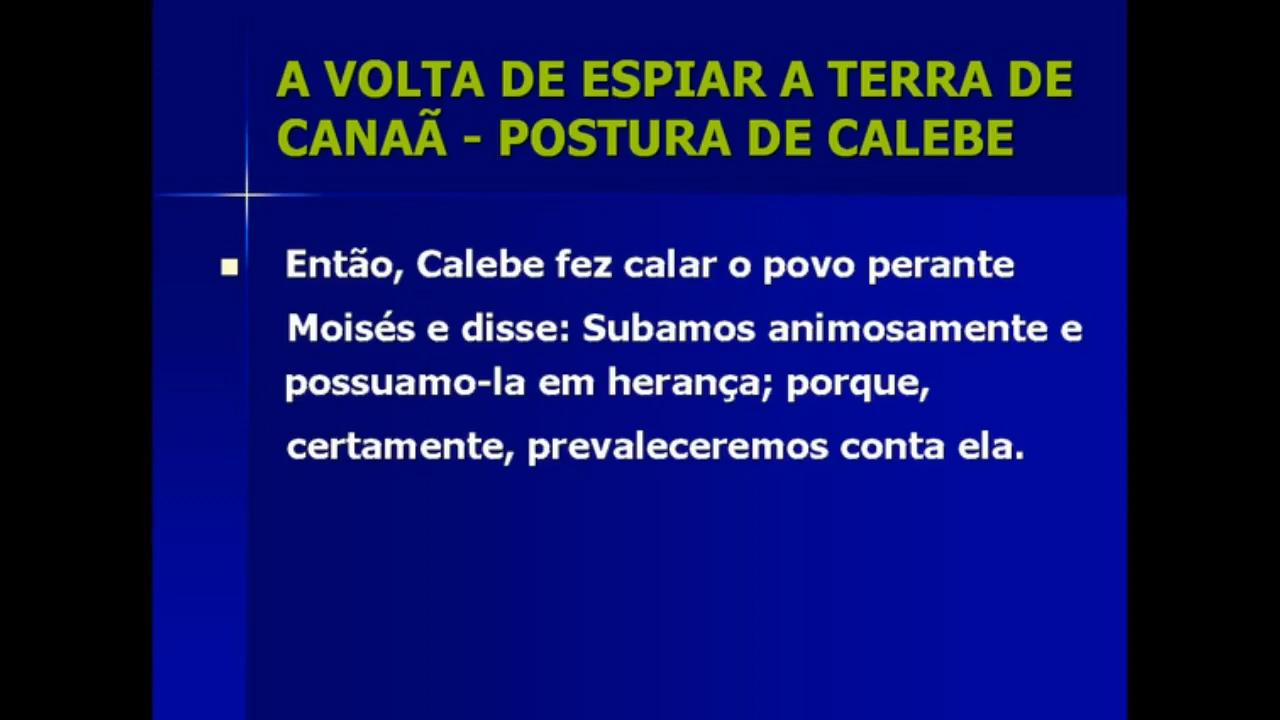 A VOLTA DE ESPIAR A TERRA DE
CANAÃ - POSTURA DE CALEBE
Então, Calebe fez calar o povo perante
Moisés e disse: Subamos animosamente e
possuamo-la em herança; porque,
certamente, prevaleceremos conta ela.